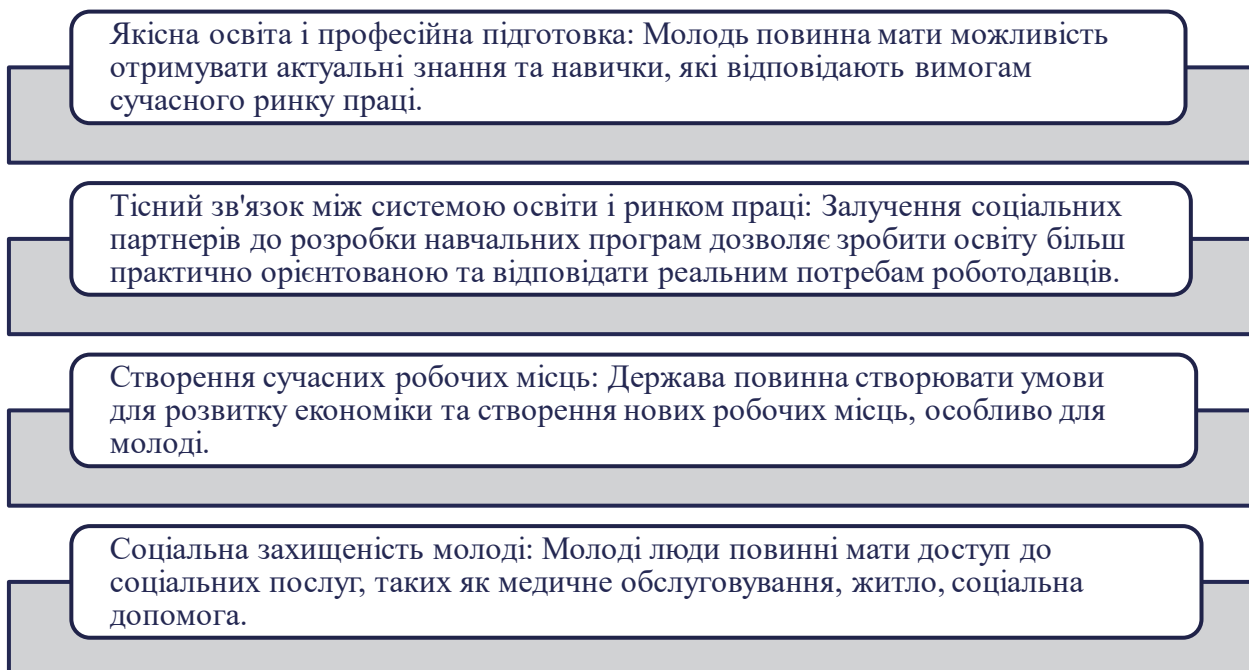 Якісна освіта і професійна підготовка: Молодь повинна мати можливість
отримувати актуальні знання та навички, які відповідають вимогам
сучасного ринку праці.
Тісний зв'язок між системою освіти і ринком праці: Залучення соціальних
партнерів до розробки навчальних програм дозволяє зробити освіту більш
практично орієнтованою та відповідати реальним потребам роботодавців.
Створення сучасних робочих місць: Держава повинна створювати умови
для розвитку економіки та створення нових робочих місць, особливо для
молоді.
Соціальна захищеність молоді: Молоді люди повинні мати доступ до
соціальних послуг, таких як медичне обслуговування, житло, соціальна
допомога.